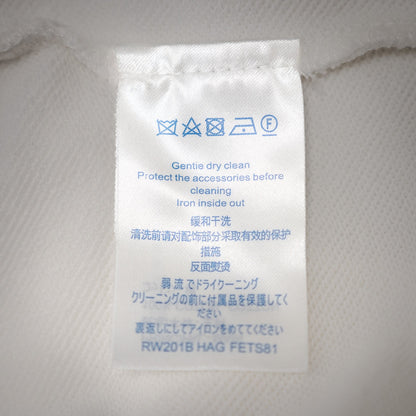 F
Gentle dry clean
Protect the accessories before
cleaning
Iron inside out
缓和干洗
清洗前请对配饰部分采取有效的保护
措施
反面熨烫
弱 流 でドライクーニング
クリーニングの前に付属品を保護してく
ださい
裏返しにしてアイロンをめててください
RW201B HAG FETS81